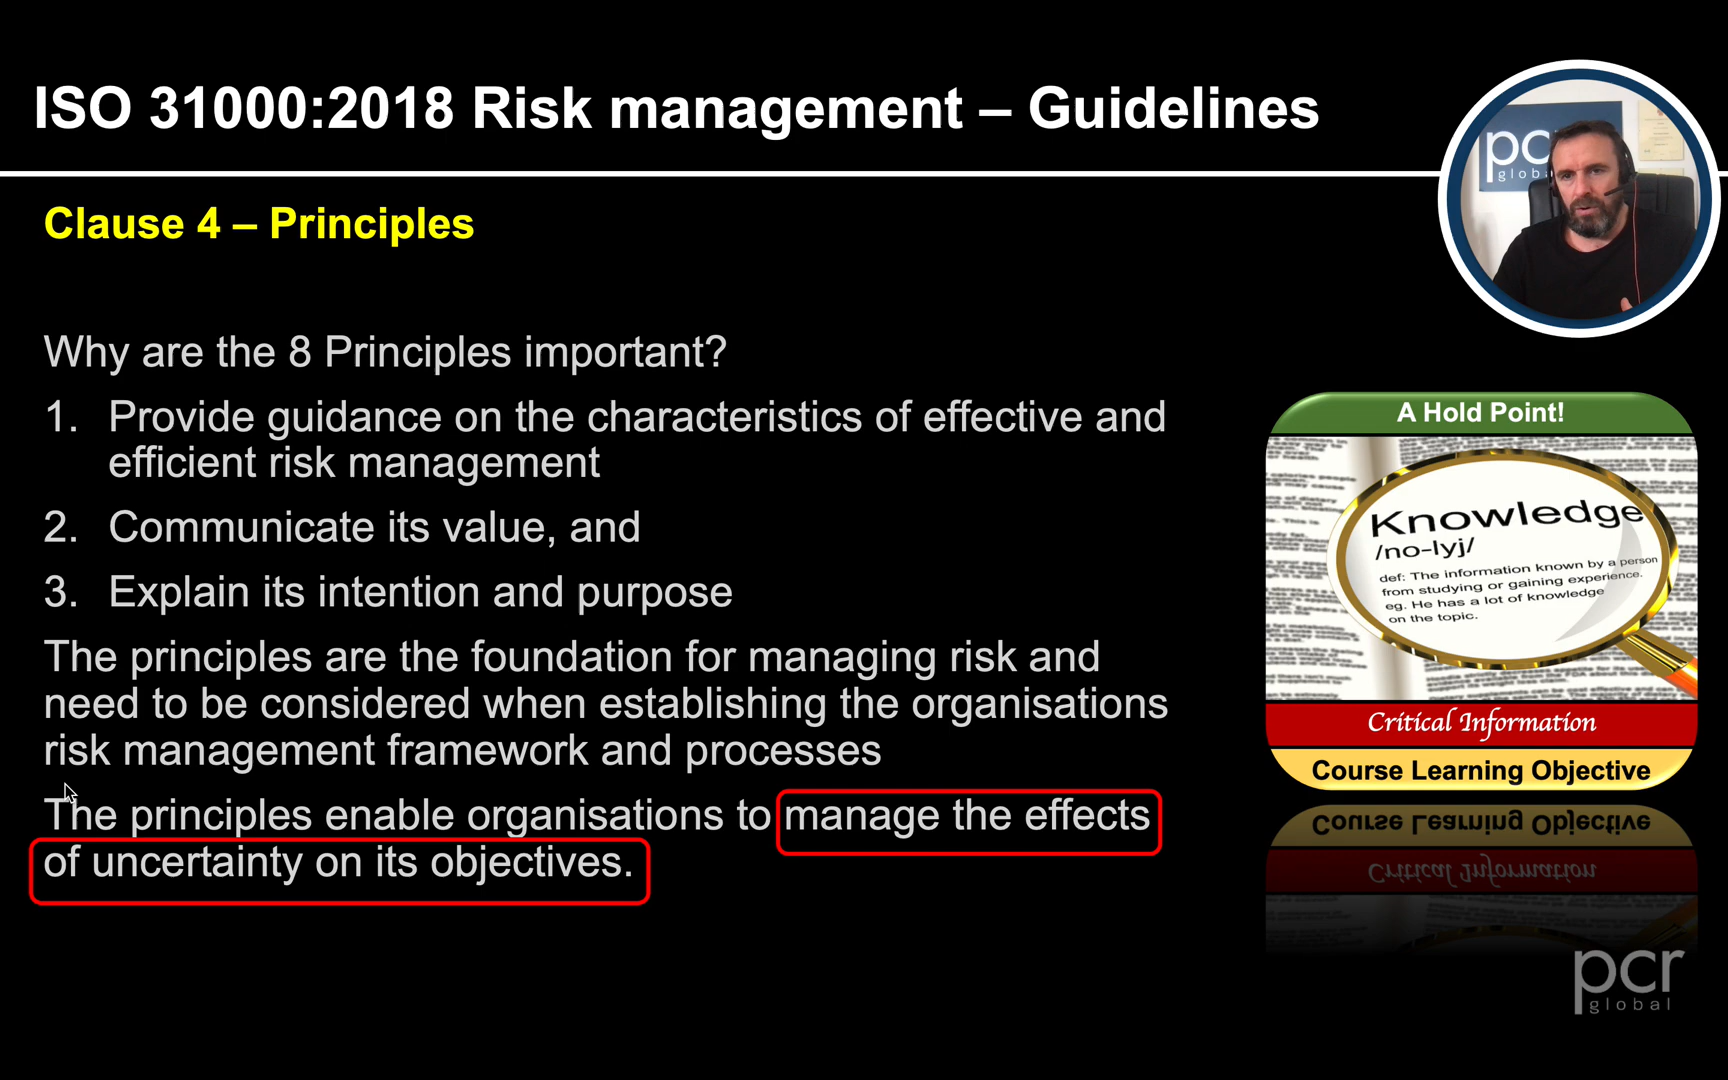 ISO 31000:2018 Risk management – Guidelines
pc
globa
Clause 4 – Principles
Why are the 8 Principles important?
1. Provide guidance on the characteristics of effective and
efficient risk management
2. Communicate its value, and
3. Explain its intention and purpose
The principles are the foundation for managing risk and
need to be considered when establishing the organisations
risk management framework and processes
The principles enable organisations to manage the effects
of uncertainty on its objectives.
A Hold Point!
Knowledge
/no-lyj/
def: The information known by a person
from studying or gaining experience.
eg. He has a lot of knowledge
on the topic.
Critical Information
Course Learning Objective
pcr
global